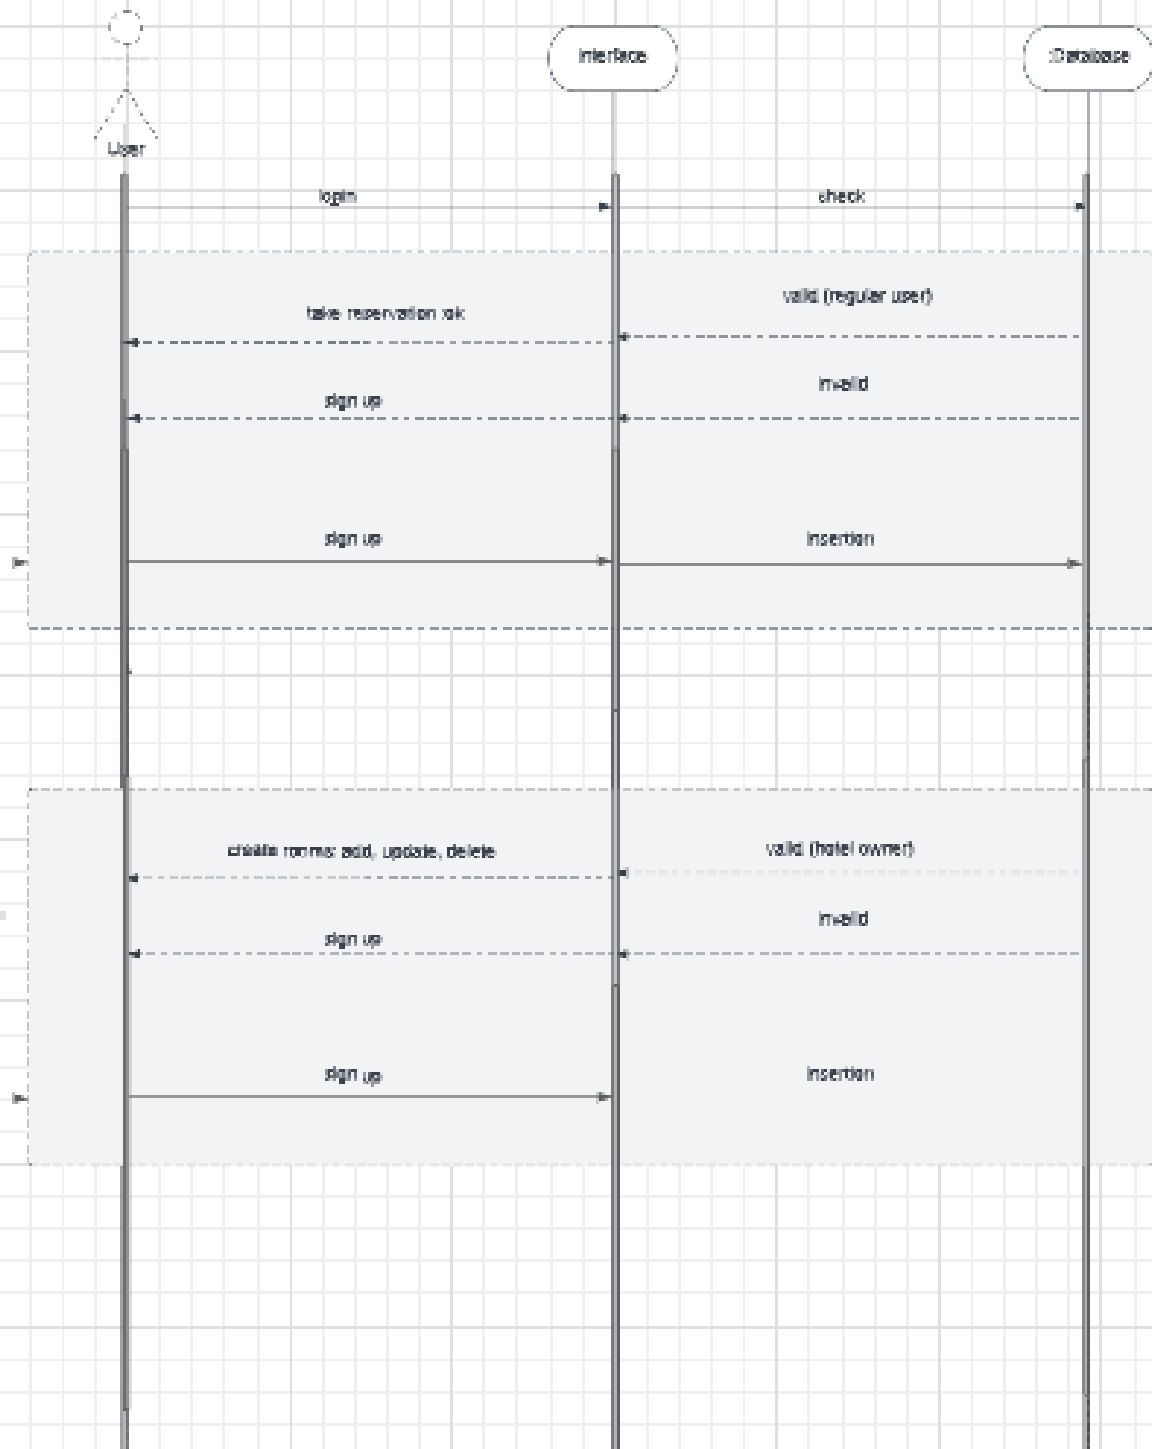 Interface
:Database
User
login
check
valid (regular user)
take reservation :ok
invalid
sign up
sign up
insertion
create rooms: add, update, delete
valid (hotel owner)
invalid
sign up
sign up
insertion